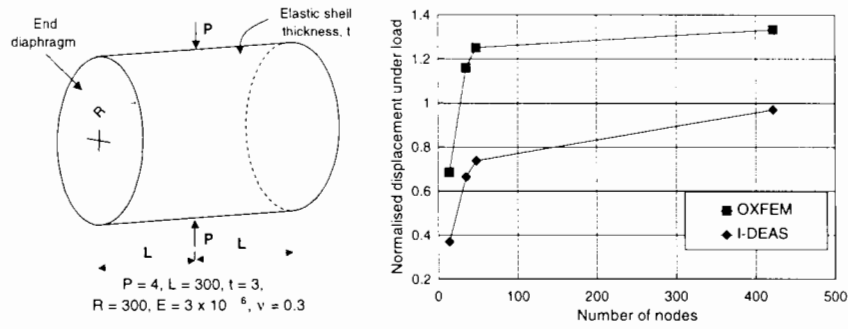 End
diaphragm
P
Elastic shell
thickness, t
R
L
P
L
P = 4, L = 300, t = 3,
R = 300, E = 3 x 10 6, ν = 0.3
Normalised displacement under load
1.4
1.2
1
0.8
0.6
0.4
0.2
0
100
200
300
400
500
Number of nodes
OXFEM
I-DEAS